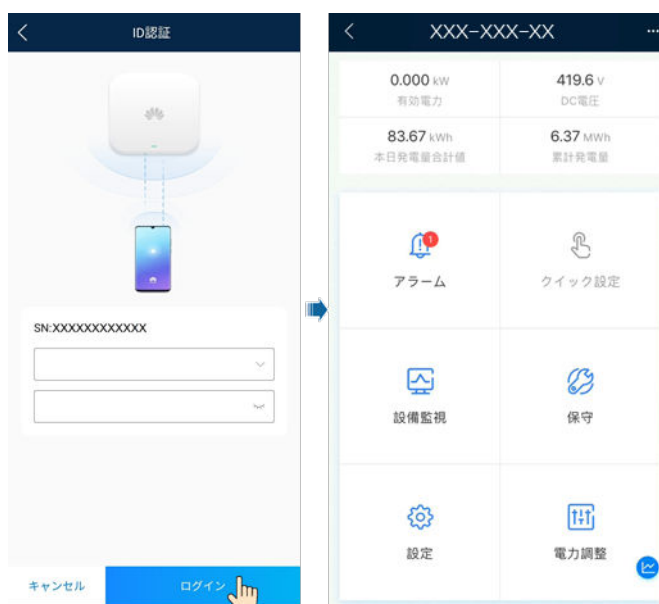 ID認証
SN:XXXXXXXXXXXX
キャンセル
ログイン
XXX-XXX-XX
0.000 kW
有効電力
419.6 V
DC電圧
83.67 kWh
本日発電量合計値
6.37 MWh
累計発電量
1
アラーム
クイック設定
設備監視
保守
設定
電力調整